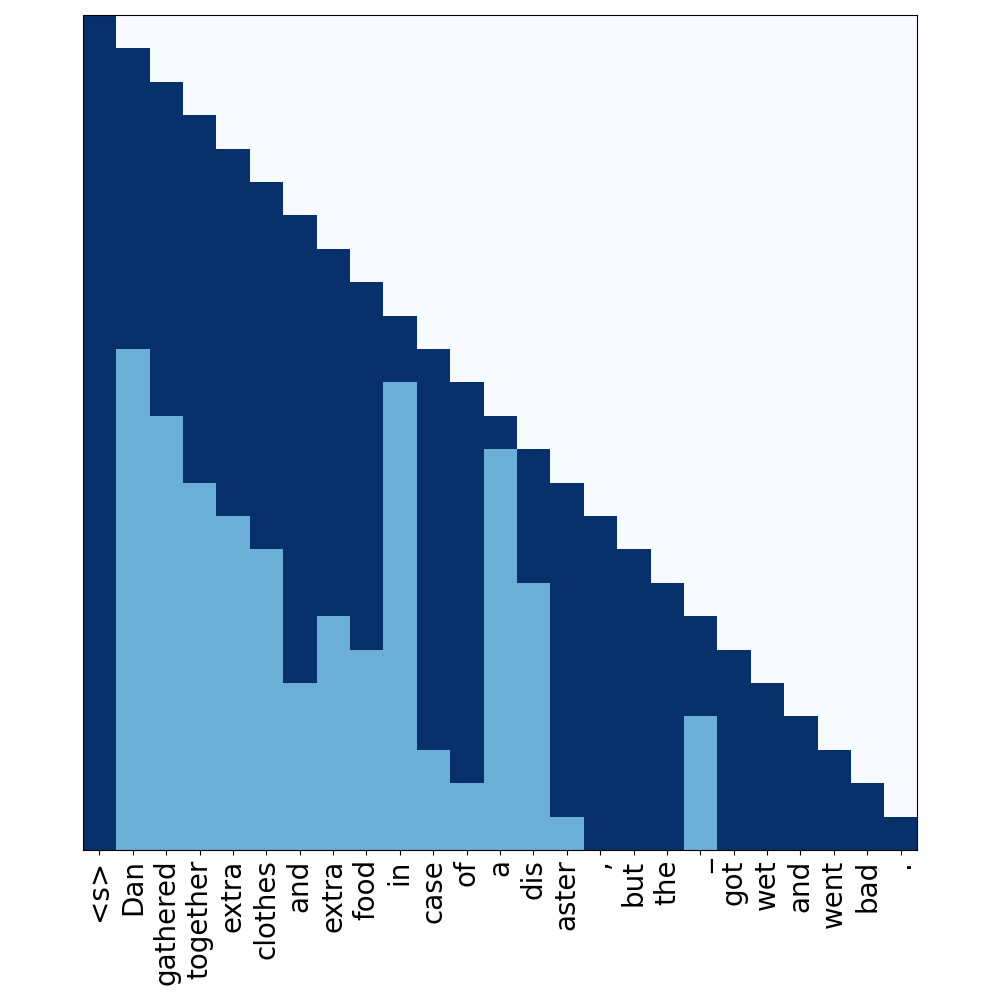 <s>
Dan
gathered
together
extra
clothes
and
extra
food
in
case
of
a
dis
aster
,
but
the
_
got
wet
and
went
bad
.